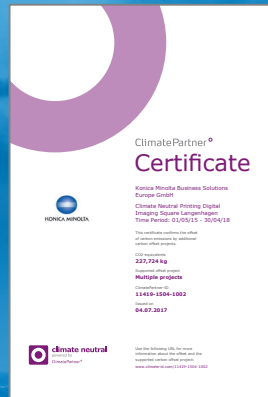 ClimatePartner°
Certificate
Konica Minolta Business Solutions
Europe GmbH
Climate Neutral Printing Digital
Imaging Square Langenhagen
Time Period: 01/05/15 - 30/04/18
KONICA MINOLTA
This certificate confirms the offset
of carbon emissions by additional
carbon offset projects.
CO2 equivalents
227,724 kg
Supported offset project
Multiple projects
ClimatePartner-ID
11419-1504-1002
Issued on
04.07.2017
climate neutral
powered by
ClimatePartner°
Use the following URL for more
information about the offset and the
supported carbon offset project:
www.climate-id.com/11419-1504-1002